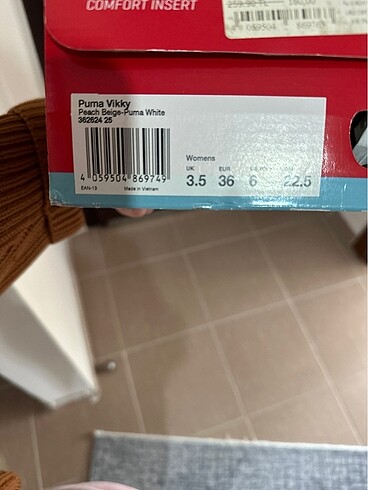 COMFORT INSERT
Puma Vikky
Peach Beige-Puma White
362624 25
4 059504 869749
EAN-13
Made in Vietnam
Womens
UK
EUR
3.5
36
6
22.5